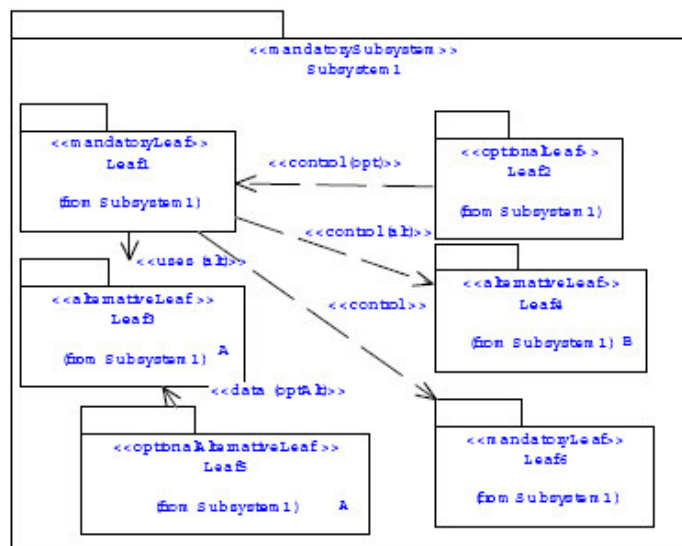 <<mandatorySubsystem>>
Subsystem1
<<mandatoryLeaf>>
Leaf1
(from Subsystem1)
<<control(opt)>>
<<optionalLeaf>>
Leaf2
(from Subsystem1)
<<control(alt)>>
<<uses (alt)>>
<<alternativeLeaf>>
Leaf3
(from Subsystem1) A
<<control>>
<<alternativeLeaf>>
Leaf4
(from Subsystem1) B
<<data (optAlt)>>
<<optionalAlternativeLeaf >>
Leaf5
(from Subsystem1) A
<<mandatoryLeaf>>
Leaf6
(from Subsystem1)